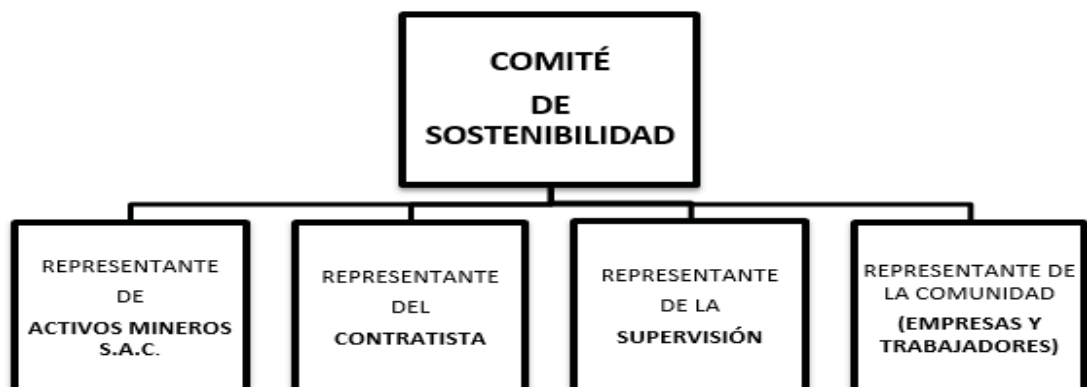 COMITÉ
DE
SOSTENIBILIDAD
REPRESENTANTE
DE
ACTIVOS MINEROS
S.A.C.
REPRESENTANTE
DEL
CONTRATISTA
REPRESENTANTE
DE LA
SUPERVISIÓN
REPRESENTANTE DE
LA COMUNIDAD
(EMPRESAS Y
TRABAJADORES)